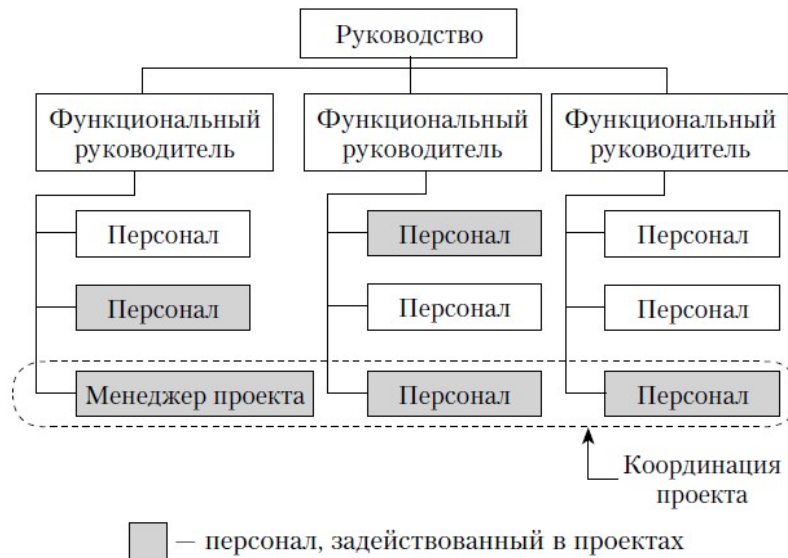 Руководство
Функциональный
руководитель
Функциональный
руководитель
Функциональный
руководитель
Персонал
Персонал
Персонал
Персонал
Персонал
Персонал
Менеджер проекта
Персонал
Персонал
Координация
проекта
— персонал, задействованный в проектах